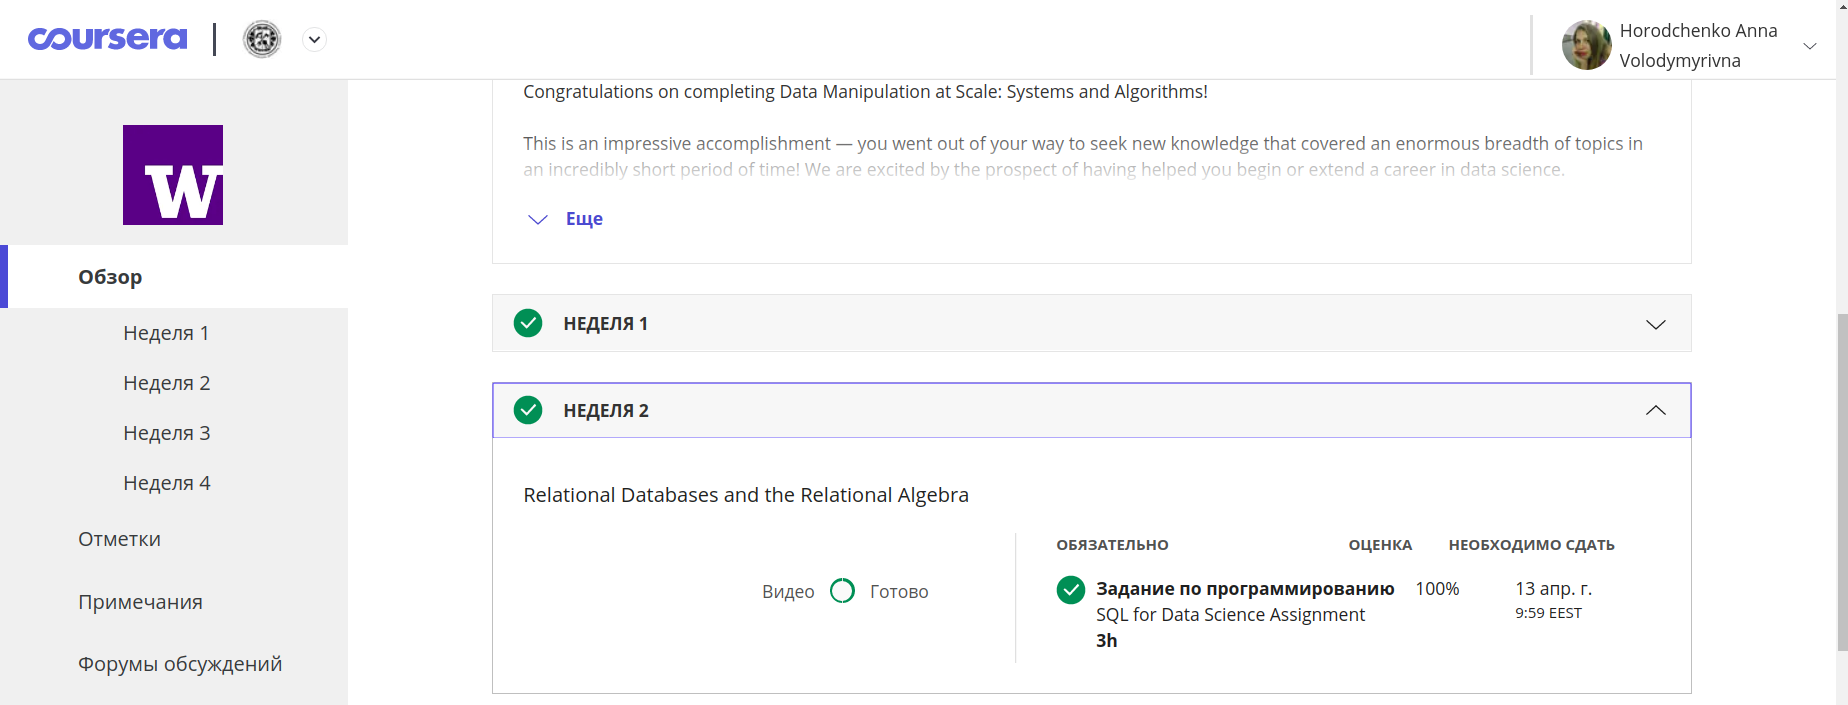 coursera
Horodchenko Anna
Volodymyrivna
W
Обзор
Неделя 1
Неделя 2
Неделя 3
Неделя 4
Отметки
Примечания
Форумы обсуждений
Congratulations on completing Data Manipulation at Scale: Systems and Algorithms!
This is an impressive accomplishment — you went out of your way to seek new knowledge that covered an enormous breadth of topics in
an incredibly short period of time! We are excited by the prospect of having helped you begin or extend a career in data science.
Еще
НЕДЕЛЯ 1
НЕДЕЛЯ 2
Relational Databases and the Relational Algebra
Видео Готово
ОБЯЗАТЕЛЬНО ОЦЕНКА НЕОБХОДИМО СДАТЬ
Задание по программированию 100% 13 апр. г.
SQL for Data Science Assignment 9:59 EEST
3h